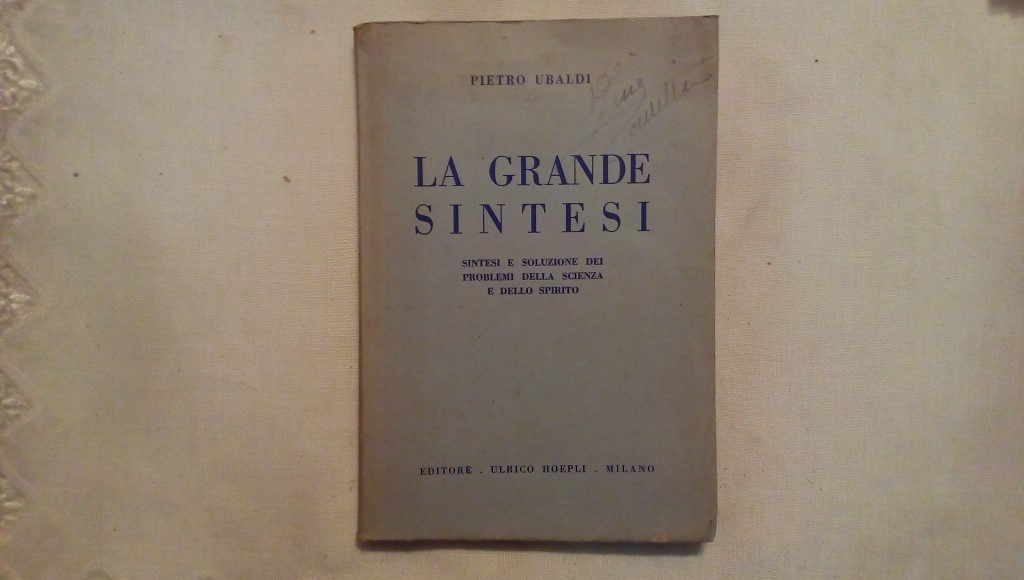 PIETRO UBALDI
LA GRANDE
SINTESI
SINTESI E SOLUZIONE DEI
PROBLEMI DELLA SCIENZA
E DELLO SPIRITO
EDITORE . ULRICO HOEPLI . MILANO